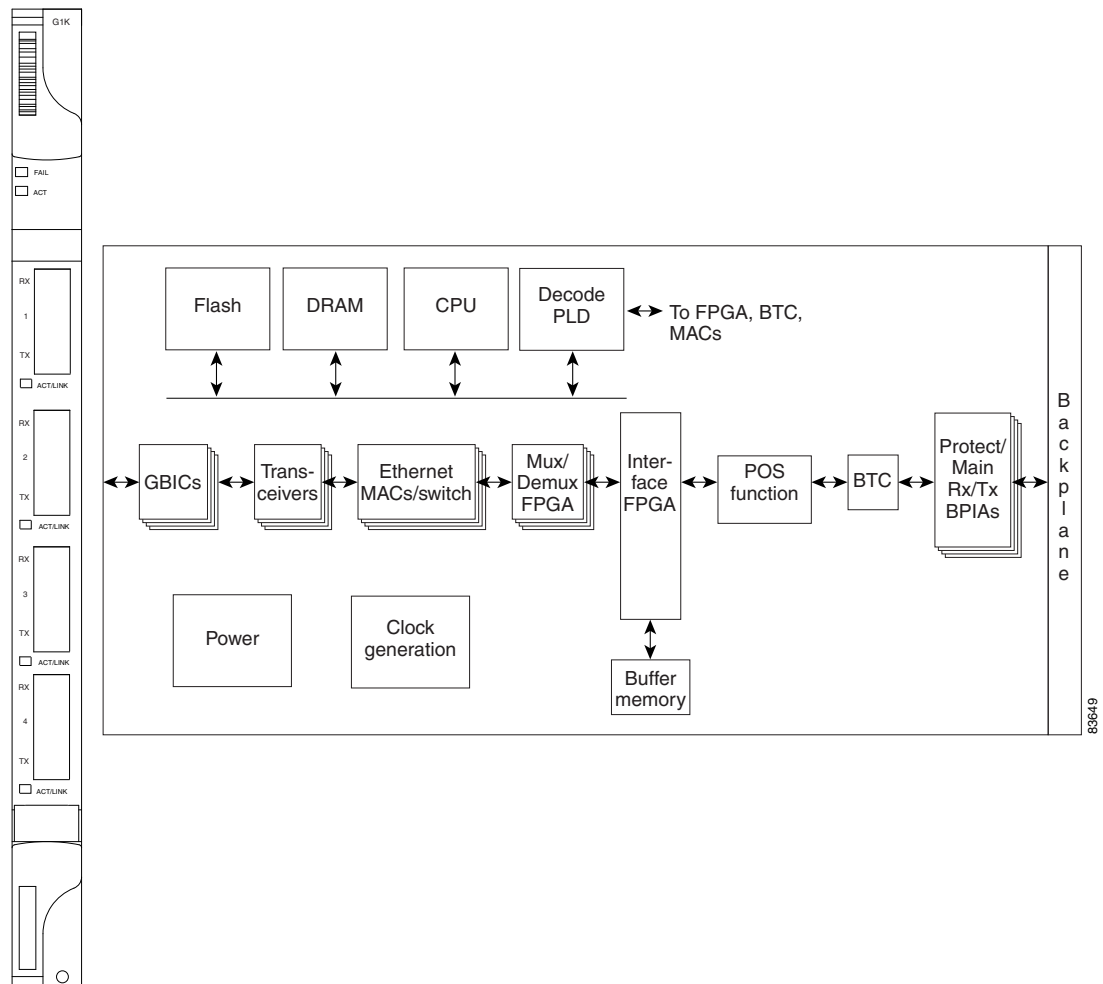 G1K
FAIL
ACT
RX
1
TX
ACT/LINK
RX
2
TX
ACT/LINK
RX
3
TX
ACT/LINK
RX
4
TX
ACT/LINK
Flash
DRAM
CPU
Decode
PLD
To FPGA, BTC,
MACs
GBICs
Trans-
ceivers
Ethernet
MACs/switch
Mux/
Demux
FPGA
Inter-
face
FPGA
POS
function
BTC
Protect/
Main
Rx/Tx
BPIAs
Backplane
Power
Clock
generation
Buffer
memory
83649